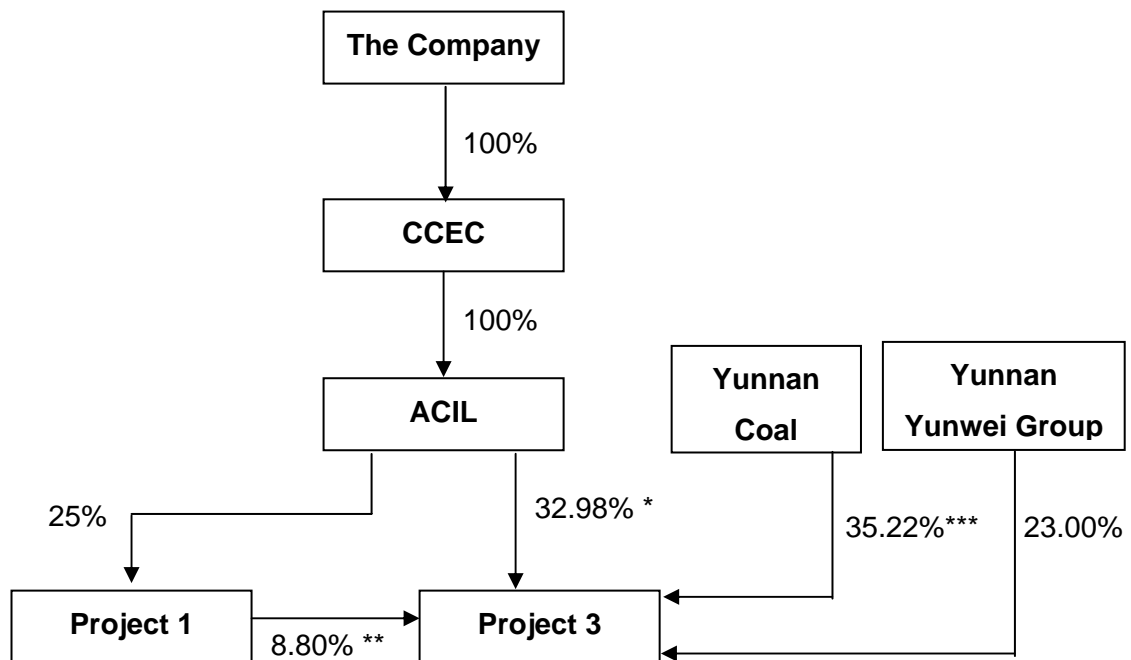 The Company
100%
CCEC
100%
ACIL
Yunnan
Coal
Yunnan
Yunwei Group
25%
32.98% *
35.22%***
23.00%
Project 1
8.80% **
Project 3